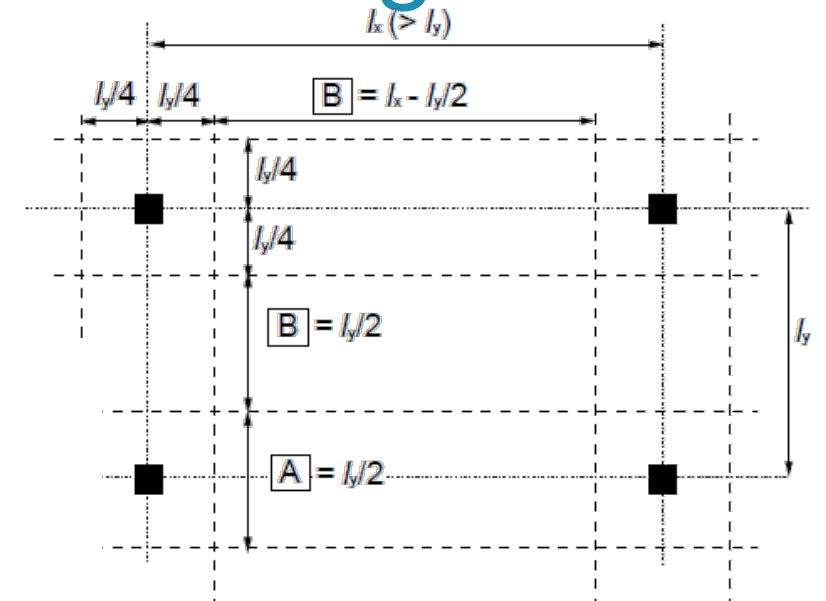 lx (> ly)
ly/4 ly/4 B = lx - ly/2
ly/4
ly/4
B = ly/2
ly
A = ly/2